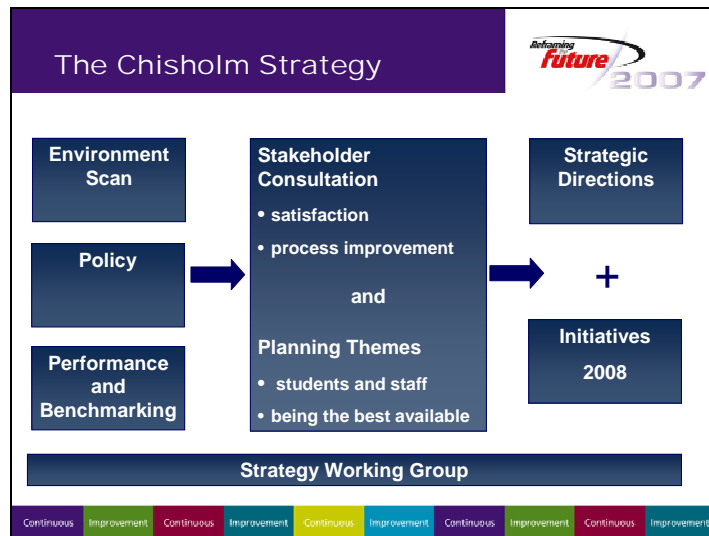 The Chisholm Strategy
Reframing
the
Future
2007
Environment
Scan
Policy
Performance
and
Benchmarking
Stakeholder
Consultation
• satisfaction
• process improvement
and
Planning Themes
• students and staff
• being the best available
Strategic
Directions
+
Initiatives
2008
Strategy Working Group
Continuous Improvement Continuous Improvement Continuous Improvement Continuous Improvement Continuous Improvement